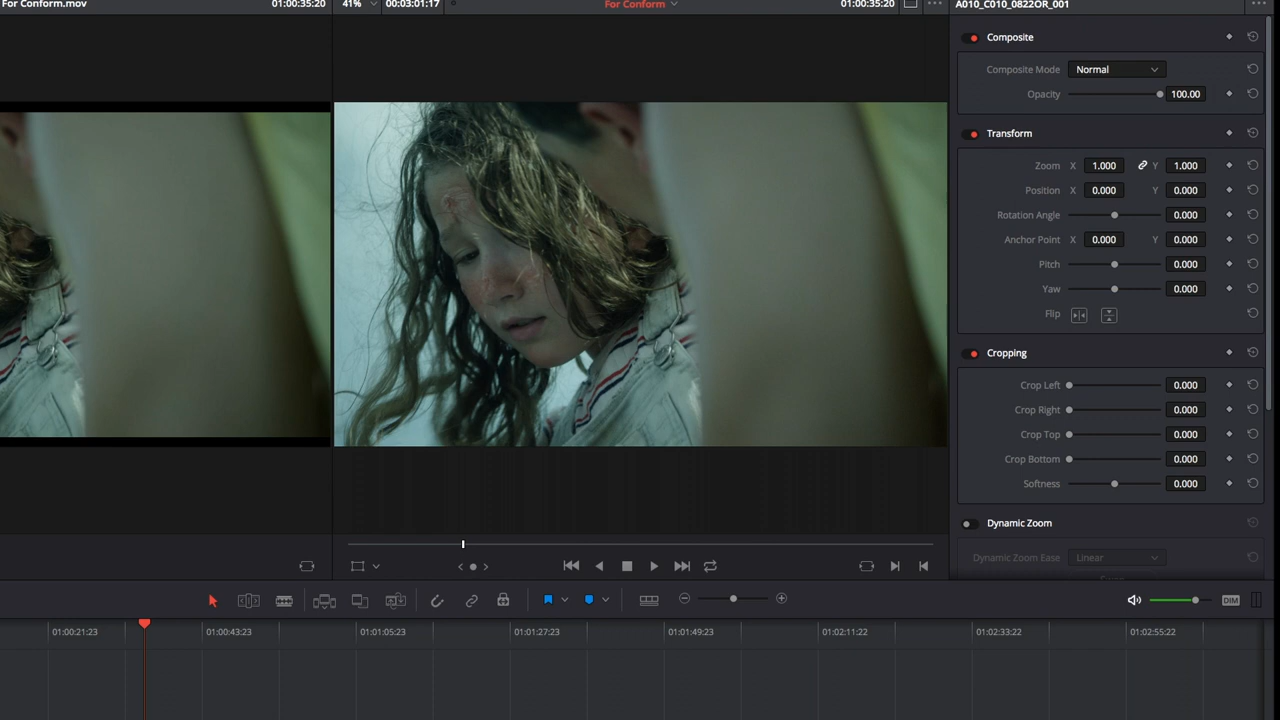 For Conform.mov 01:00:35:20 41% 00:03:01:17 For Conform 01:00:35:20 A010_C010_0822OR_001
Composite
Composite Mode Normal
Opacity 100.00
Transform
Zoom X 1.000 Y 1.000
Position X 0.000 Y 0.000
Rotation Angle 0.000
Anchor Point X 0.000 Y 0.000
Pitch 0.000
Yaw 0.000
Flip
Cropping
Crop Left 0.000
Crop Right 0.000
Crop Top 0.000
Crop Bottom 0.000
Softness 0.000
Dynamic Zoom
Dynamic Zoom Ease Linear
DIM
01:00:21:23 01:00:43:23 01:01:05:23 01:01:27:23 01:01:49:23 01:02:11:22 01:02:33:22 01:02:55:22